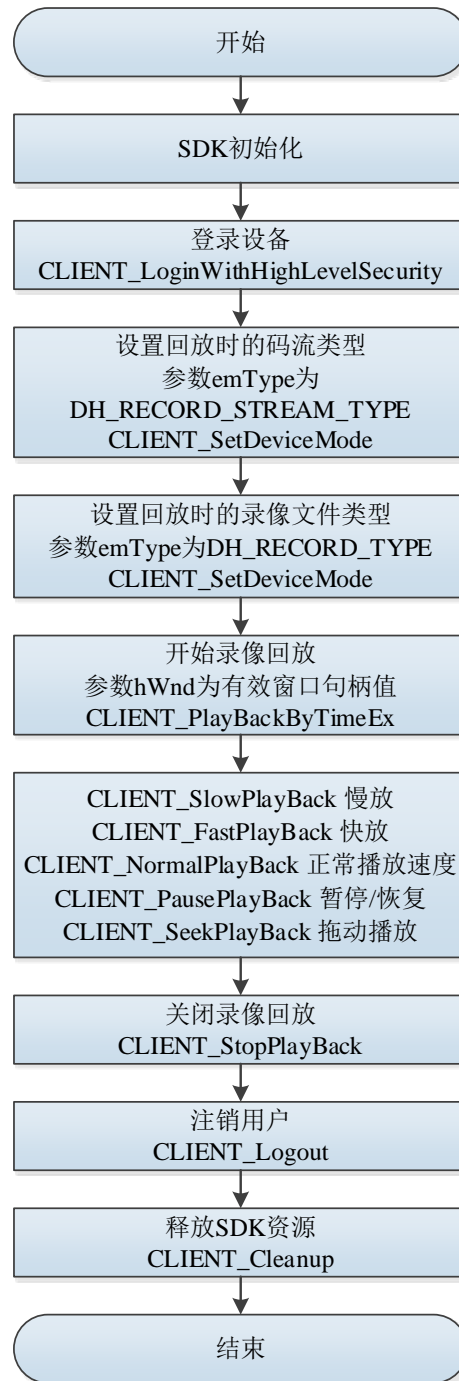 开始
SDK初始化
登录设备
CLIENT_LoginWithHighLevelSecurity
设置回放时的码流类型
参数emType为
DH_RECORD_STREAM_TYPE
CLIENT_SetDeviceMode
设置回放时的录像文件类型
参数emType为DH_RECORD_TYPE
CLIENT_SetDeviceMode
开始录像回放
参数hWnd为有效窗口句柄值
CLIENT_PlayBackByTimeEx
CLIENT_SlowPlayBack 慢放
CLIENT_FastPlayBack 快放
CLIENT_NormalPlayBack 正常播放速度
CLIENT_PausePlayBack 暂停/恢复
CLIENT_SeekPlayBack 拖动播放
关闭录像回放
CLIENT_StopPlayBack
注销用户
CLIENT_Logout
释放SDK资源
CLIENT_Cleanup
结束